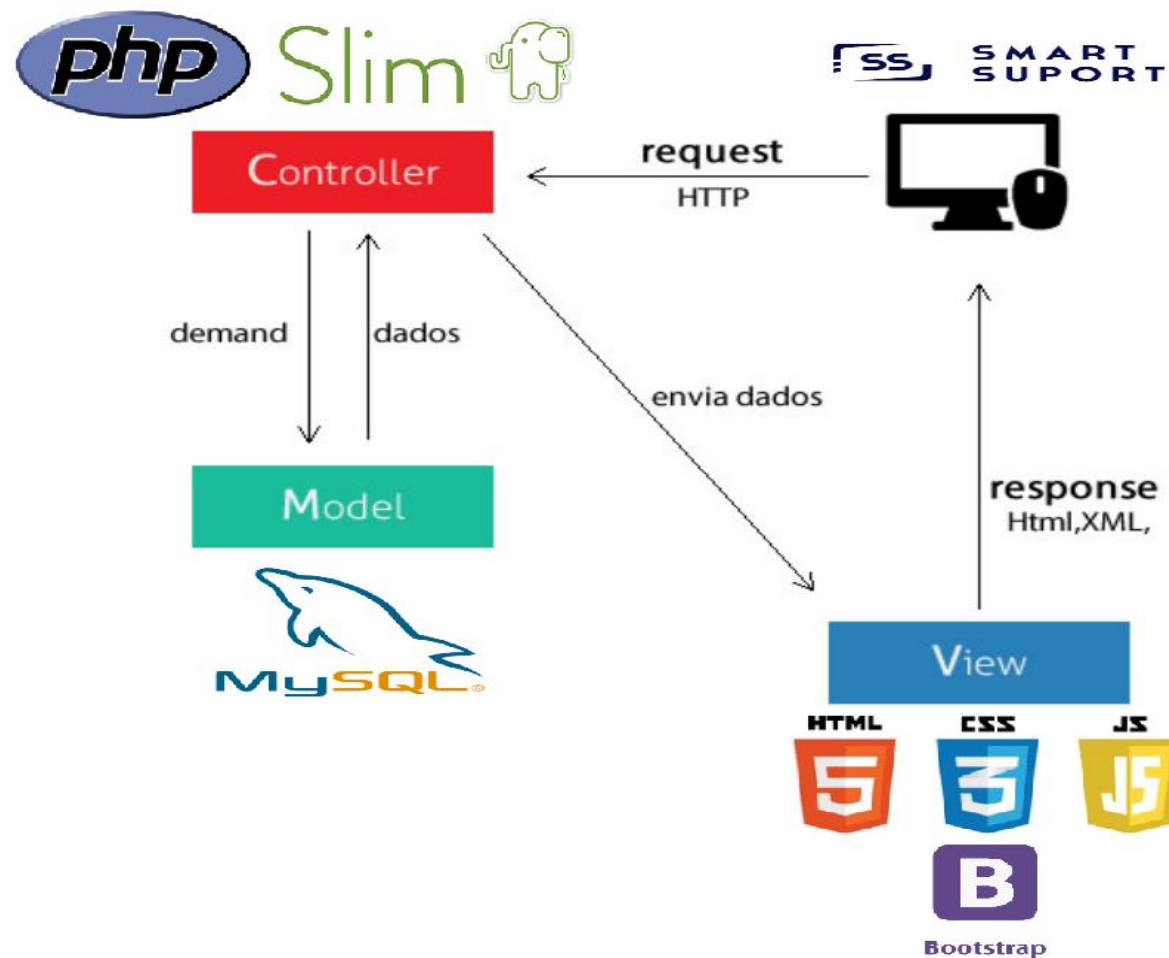 php Slim
SS SMART
SUPORT
Controller
request
HTTP
demand
dados
envia dados
Model
response
Html,XML,
MySQL®
View
HTML
5
CSS
3
JS
JS
B
Bootstrap